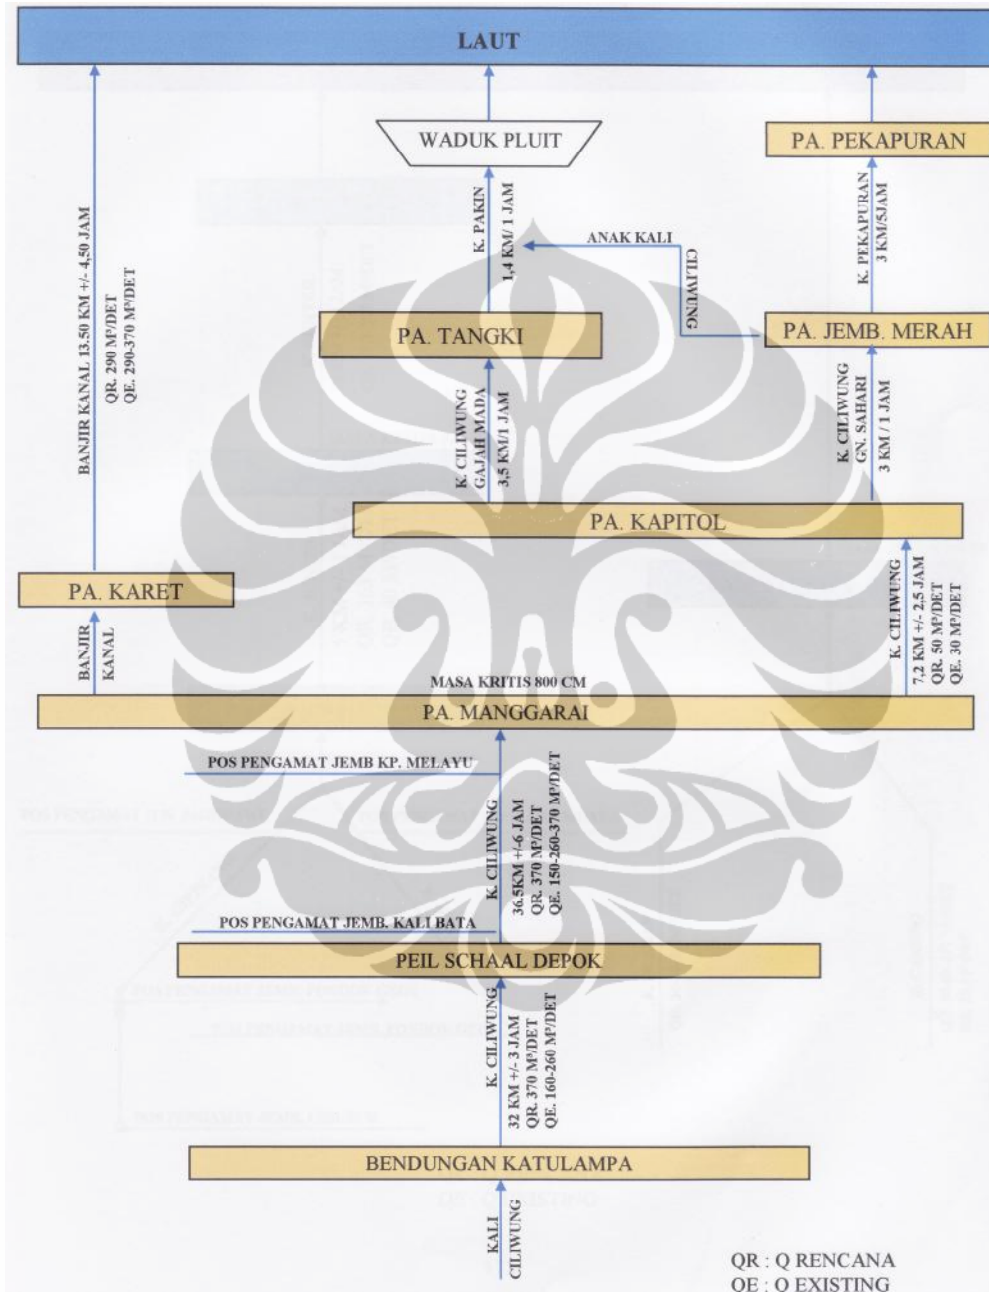 LAUT
WADUK PLUIT
PA. PEKAPURAN
BANJIR KANAL 13.50 KM +/- 4,50 JAM
QR. 290 M³/DET
QE. 290-370 M³/DET
K. PAKIN
1,4 KM/ 1 JAM
ANAK KALI
CILIWUNG
K. PEKAPURAN
3 KM/5JAM
PA. TANGKI
PA. JEMB. MERAH
K. CILIWUNG
GAJAH MADA
3,5 KM/1 JAM
K. CILIWUNG
GN. SAHARI
3 KM / 1 JAM
PA. KAPITOL
PA. KARET
BANJIR
KANAL
K. CILIWUNG
7,2 KM +/- 2,5 JAM
QR. 50 M³/DET
QE. 30 M³/DET
MASA KRITIS 800 CM
PA. MANGGARAI
POS PENGAMAT JEMB KP. MELAYU
K. CILIWUNG
36.5KM +/-6 JAM
QR. 370 M³/DET
QE. 150-260-370 M³/DET
POS PENGAMAT JEMB. KALI BATA
PEIL SCHAAL DEPOK
K. CILIWUNG
32 KM +/- 3 JAM
QR. 370 M³/DET
QE. 160-260 M³/DET
BENDUNGAN KATULAMPA
KALI
CILIWUNG
QR : Q RENCANA
QE : Q EXISTING